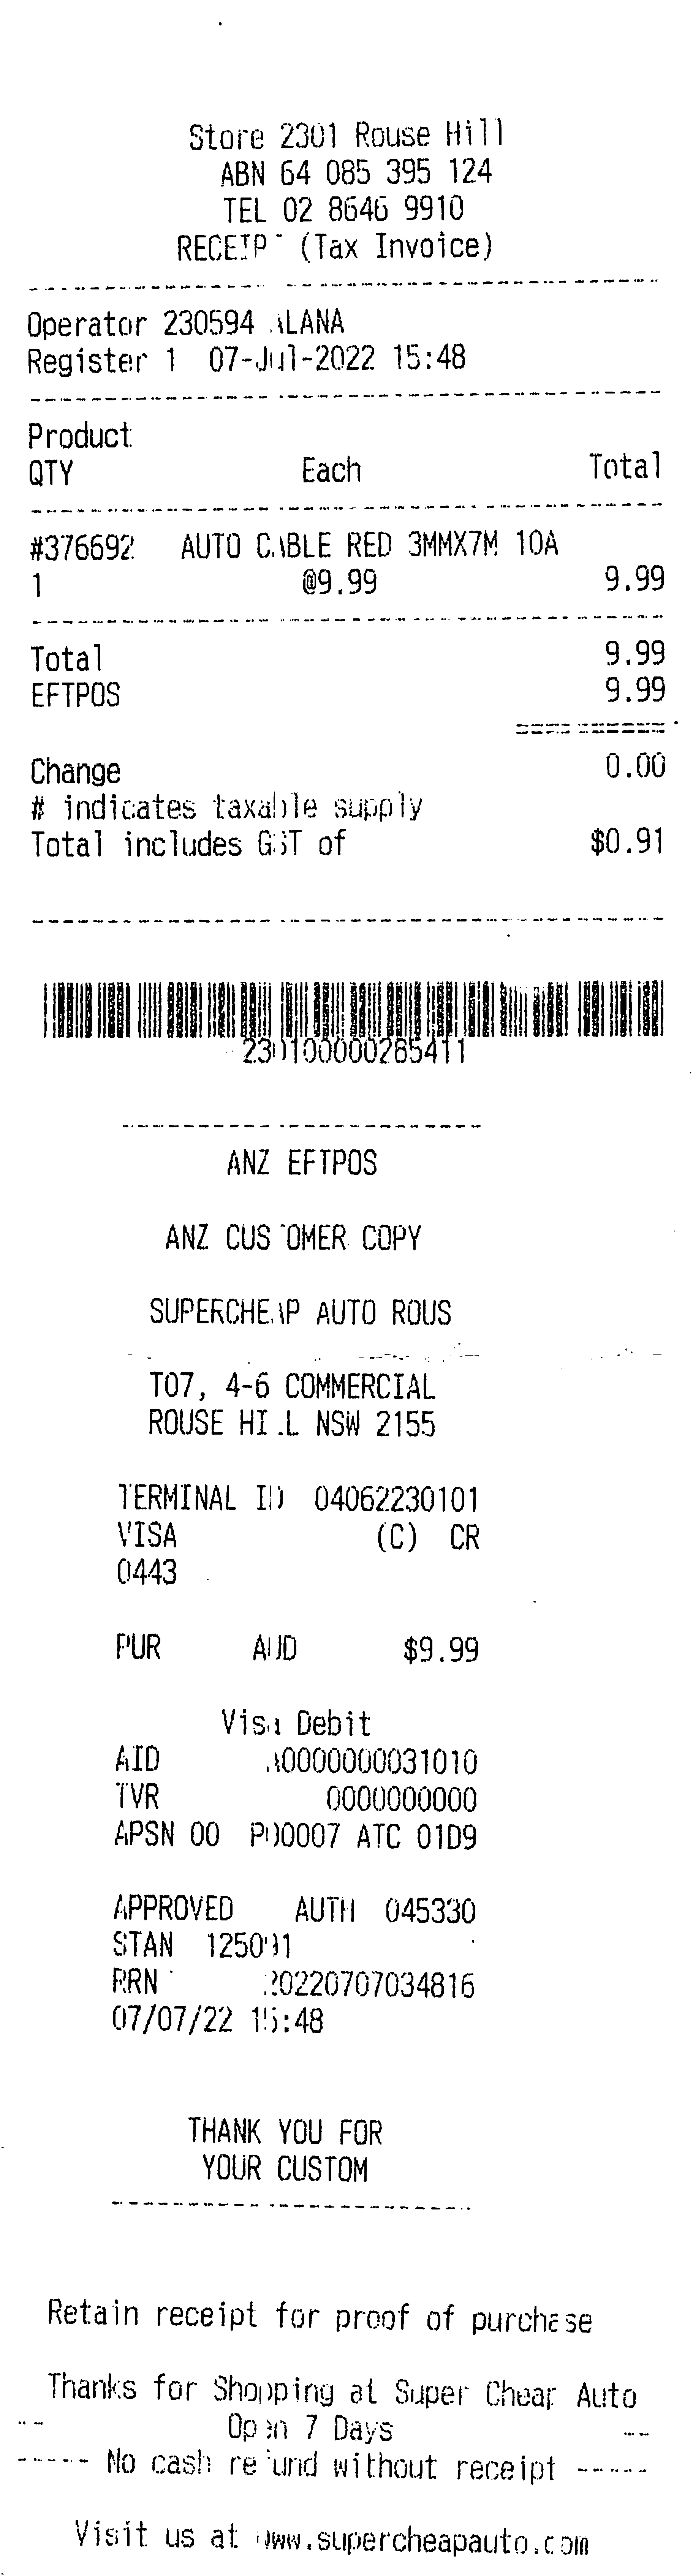 Store 2301 Rouse Hill
ABN 64 085 395 124
TEL 02 8646 9910
RECEIPT (Tax Invoice)
Operator 230594 ALANA
Register 1 07-Jul-2022 15:48
Product
QTY Each Total
#376692 AUTO CABLE RED 3MMX7M 10A
1 @9.99 9.99
Total 9.99
EFTPOS 9.99
Change 0.00
# indicates taxable supply
Total includes GST of $0.91
230100000285411
ANZ EFTPOS
ANZ CUSTOMER COPY
SUPERCHEAP AUTO ROUS
T07, 4-6 COMMERCIAL
ROUSE HILL NSW 2155
TERMINAL ID 04062230101
VISA (C) CR
0443
PUR AUD $9.99
Visa Debit
AID A0000000031010
TVR 0000000000
APSN 00 P00007 ATC 01D9
APPROVED AUTH 045330
STAN 125091
RRN 20220707034816
07/07/22 15:48
THANK YOU FOR
YOUR CUSTOM
Retain receipt for proof of purchase
Thanks for Shopping at Super Cheap Auto
-- Open 7 Days --
----- No cash refund without receipt -----
Visit us at www.supercheapauto.com